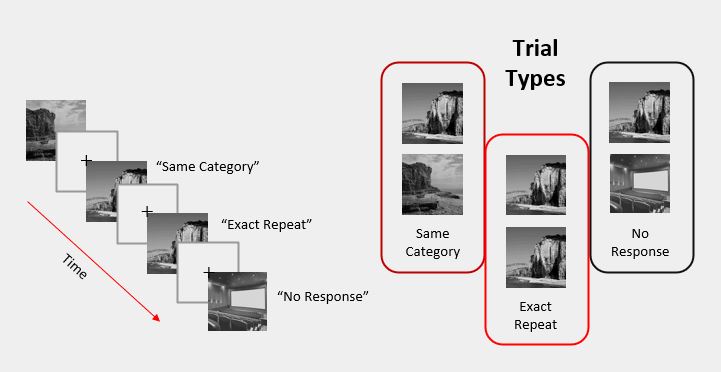 Trial
Types
“Same Category”
“Exact Repeat”
“No Response”
Time
Same
Category
Exact
Repeat
No
Response